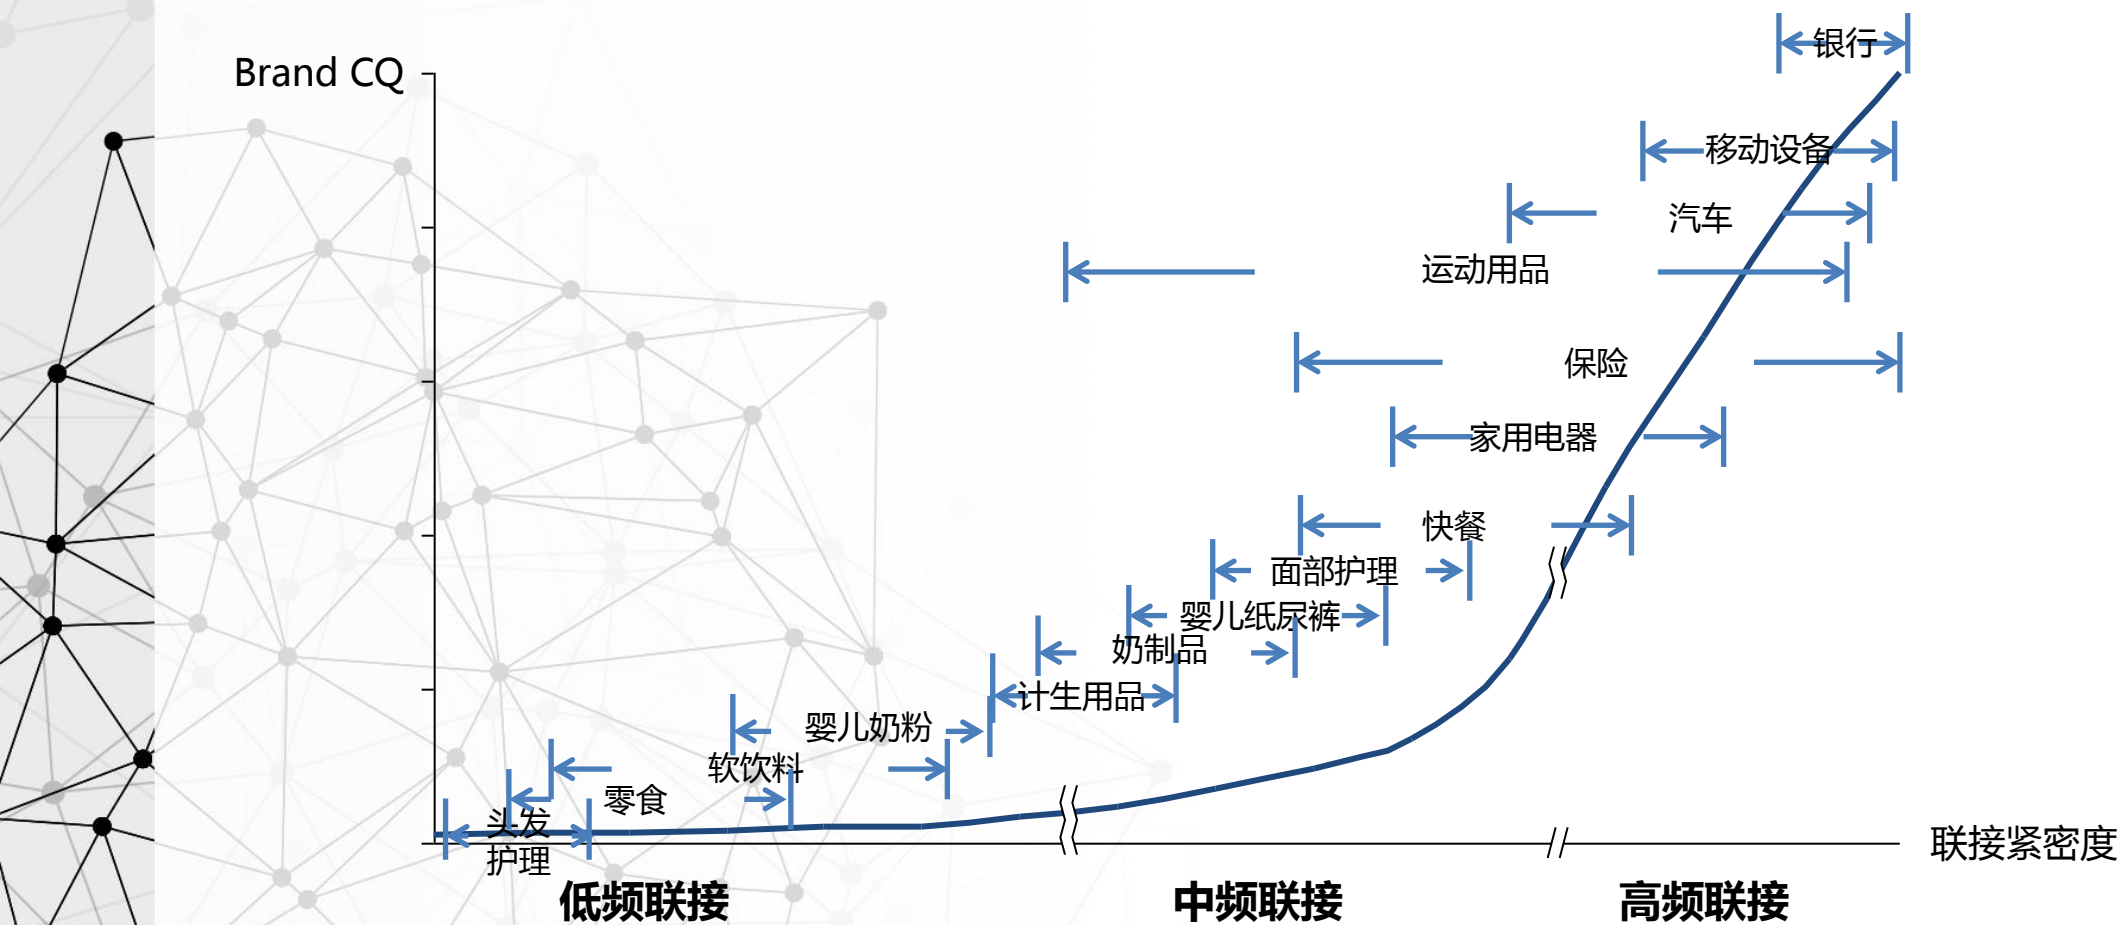 银行
Brand CQ
移动设备
汽车
运动用品
保险
家用电器
快餐
面部护理
婴儿纸尿裤
奶制品
计生用品
婴儿奶粉
软饮料
零食
头发
护理
联接紧密度
低频联接
中频联接
高频联接